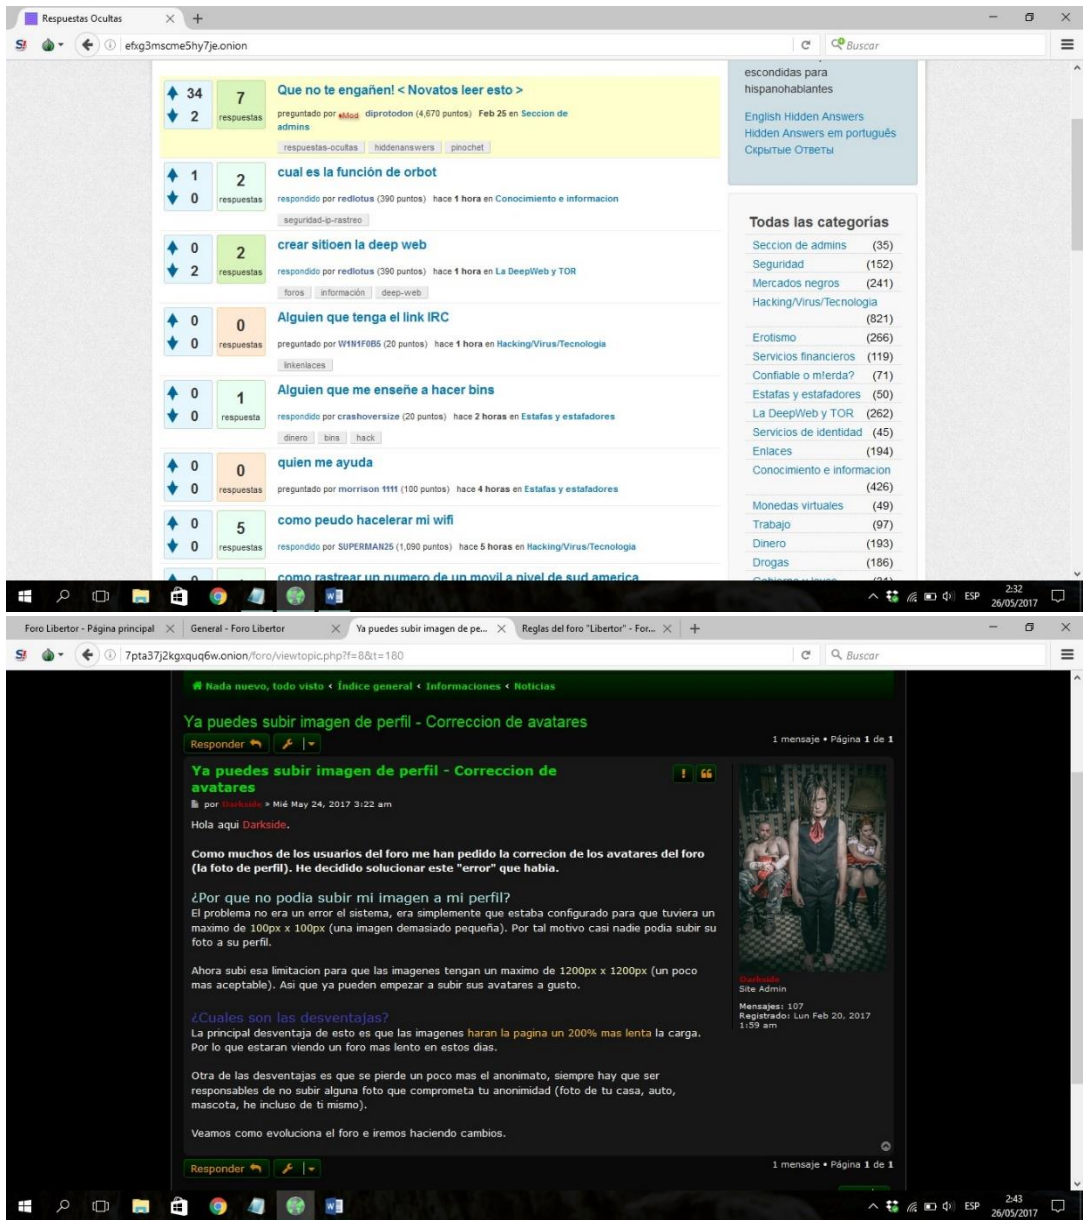 Respuestas Ocultas
efxg3mscme5hy7je.onion
Buscar
34
2
7
respuestas
Que no te engañen! < Novatos leer esto >
preguntado por eMod diprotodon (4,670 puntos) Feb 25 en Seccion de
admins
respuestas-ocultas hiddenanswers pinochet
1
0
2
respuestas
cual es la función de orbot
respondido por redlotus (390 puntos) hace 1 hora en Conocimiento e informacion
seguridad-ip-rastreo
0
2
2
respuestas
crear sitioen la deep web
respondido por redlotus (390 puntos) hace 1 hora en La DeepWeb y TOR
foros información deep-web
0
0
0
respuestas
Alguien que tenga el link IRC
preguntado por W1N1F0B5 (20 puntos) hace 1 hora en Hacking/Virus/Tecnologia
linkenlaces
0
0
1
respuesta
Alguien que me enseñe a hacer bins
respondido por crashoversize (20 puntos) hace 2 horas en Estafas y estafadores
dinero bins hack
0
0
0
respuestas
quien me ayuda
preguntado por morrison 1111 (100 puntos) hace 4 horas en Estafas y estafadores
0
0
5
respuestas
como peudo hacelerar mi wifi
respondido por SUPERMAN25 (1,090 puntos) hace 5 horas en Hacking/Virus/Tecnologia
como rastrear un numero de un movil a nivel de sud america
escondidas para
hispanohablantes
English Hidden Answers
Hidden Answers em português
Скрытые Ответы
Todas las categorías
Seccion de admins (35)
Seguridad (152)
Mercados negros (241)
Hacking/Virus/Tecnologia
(821)
Erotismo (266)
Servicios financieros (119)
Confiable o m!erda? (71)
Estafas y estafadores (50)
La DeepWeb y TOR (262)
Servicios de identidad (45)
Enlaces (194)
Conocimiento e informacion
(426)
Monedas virtuales (49)
Trabajo (97)
Dinero (193)
Drogas (186)
ESP
2:32
26/05/2017
Foro Libertor - Página principal
General - Foro Libertor
Ya puedes subir imagen de pe...
Reglas del foro "Libertor" - For...
7pta37j2kgxquq6w.onion/foro/viewtopic.php?f=8&t=180
Buscar
Nada nuevo, todo visto ‹ Índice general ‹ Informaciones ‹ Noticias
Ya puedes subir imagen de perfil - Correccion de avatares
Responder
1 mensaje • Página 1 de 1
Ya puedes subir imagen de perfil - Correccion de
avatares
por Darkside » Mié May 24, 2017 3:22 am
Hola aqui Darkside.
Como muchos de los usuarios del foro me han pedido la correcion de los avatares del foro
(la foto de perfil). He decidido solucionar este "error" que habia.
¿Por que no podia subir mi imagen a mi perfil?
El problema no era un error el sistema, era simplemente que estaba configurado para que tuviera un
maximo de 100px x 100px (una imagen demasiado pequeña). Por tal motivo casi nadie podia subir su
foto a su perfil.
Ahora subi esa limitacion para que las imagenes tengan un maximo de 1200px x 1200px (un poco
mas aceptable). Asi que ya pueden empezar a subir sus avatares a gusto.
¿Cuales son las desventajas?
La principal desventaja de esto es que las imagenes haran la pagina un 200% mas lenta la carga.
Por lo que estaran viendo un foro mas lento en estos dias.
Otra de las desventajas es que se pierde un poco mas el anonimato, siempre hay que ser
responsables de no subir alguna foto que comprometa tu anonimidad (foto de tu casa, auto,
mascota, he incluso de ti mismo).
Veamos como evoluciona el foro e iremos haciendo cambios.
Darkside
Site Admin
Mensajes: 107
Registrado: Lun Feb 20, 2017
1:59 am
Responder
1 mensaje • Página 1 de 1
ESP
2:43
26/05/2017